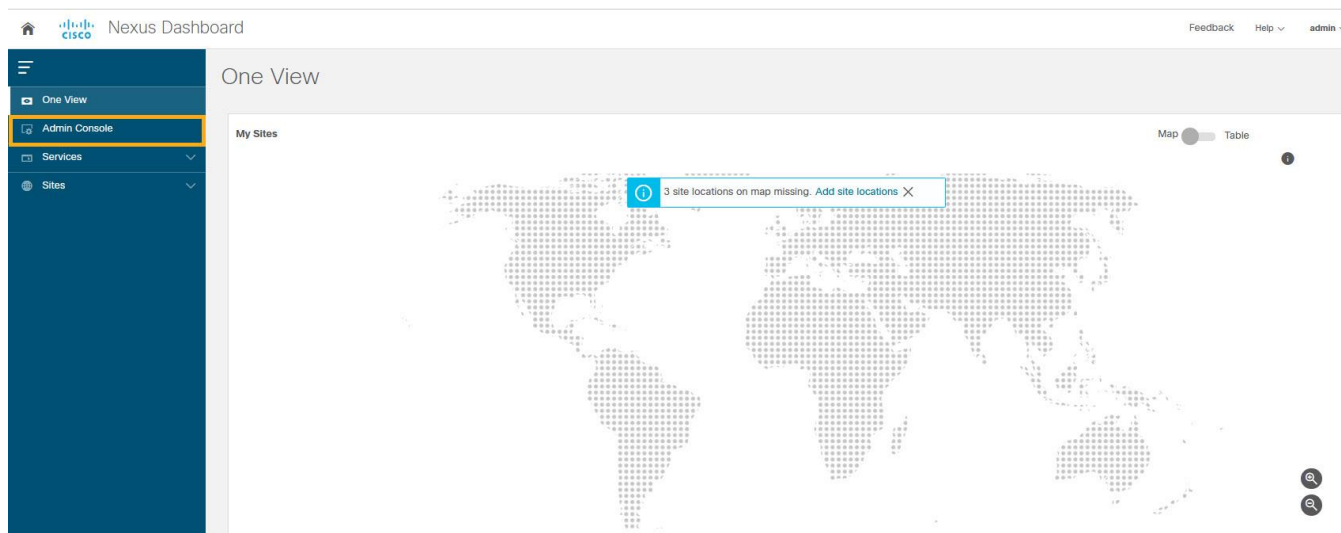 cisco Nexus Dashboard
Feedback Help admin
One View
One View
Admin Console
Services
Sites
My Sites
Map Table
3 site locations on map missing. Add site locations